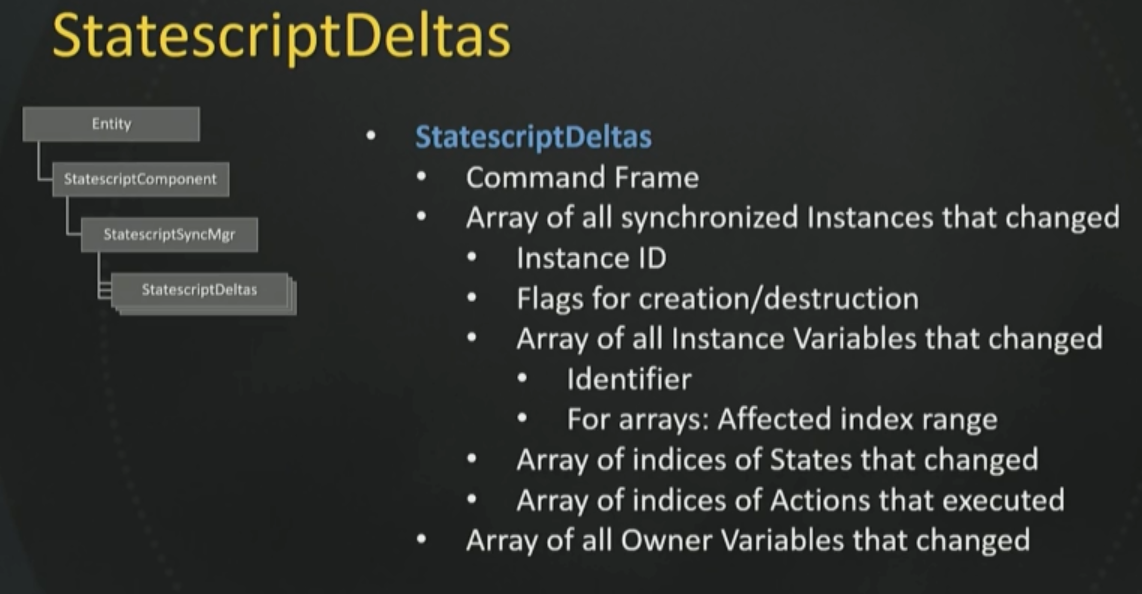 StatescriptDeltas
Entity
StatescriptComponent
StatescriptSyncMgr
StatescriptDeltas
• StatescriptDeltas
• Command Frame
• Array of all synchronized Instances that changed
• Instance ID
• Flags for creation/destruction
• Array of all Instance Variables that changed
• Identifier
• For arrays: Affected index range
• Array of indices of States that changed
• Array of indices of Actions that executed
• Array of all Owner Variables that changed